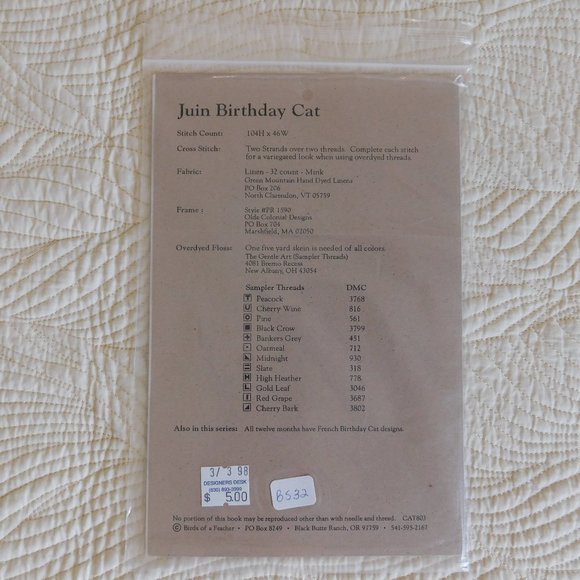 Juin Birthday Cat
Stitch Count: 104H x 46W
Cross Stitch: Two Strands over two threads. Complete each stitch
for a variegated look when using overdyed threads.
Fabric: Linen - 32 count - Mink
Green Mountain Hand Dyed Linens
PO Box 206
North Clarendon, VT 05759
Frame : Style #PR 1590
Olde Colonial Designs
PO Box 704
Marshfield, MA 02050
Overdyed Floss: One five yard skein is needed of all colors.
The Gentle Art (Sampler Threads)
4081 Bremo Recess
New Albany, OH 43054
Sampler Threads DMC
Peacock 3768
Cherry Wine 816
Pine 561
Black Crow 3799
Bankers Grey 451
Oatmeal 712
Midnight 930
Slate 318
High Heather 778
Gold Leaf 3046
Red Grape 3687
Cherry Bark 3802
Also in this series: All twelve months have French Birthday Cat designs.
3/ 3 98
DESIGNERS DESK
$ 5.00
BS32
No portion of this book may be reproduced other than with needle and thread. CAT803
© Birds of a Feather • PO Box 8249 • Black Butte Ranch, OR 97759 • 541-595-2167